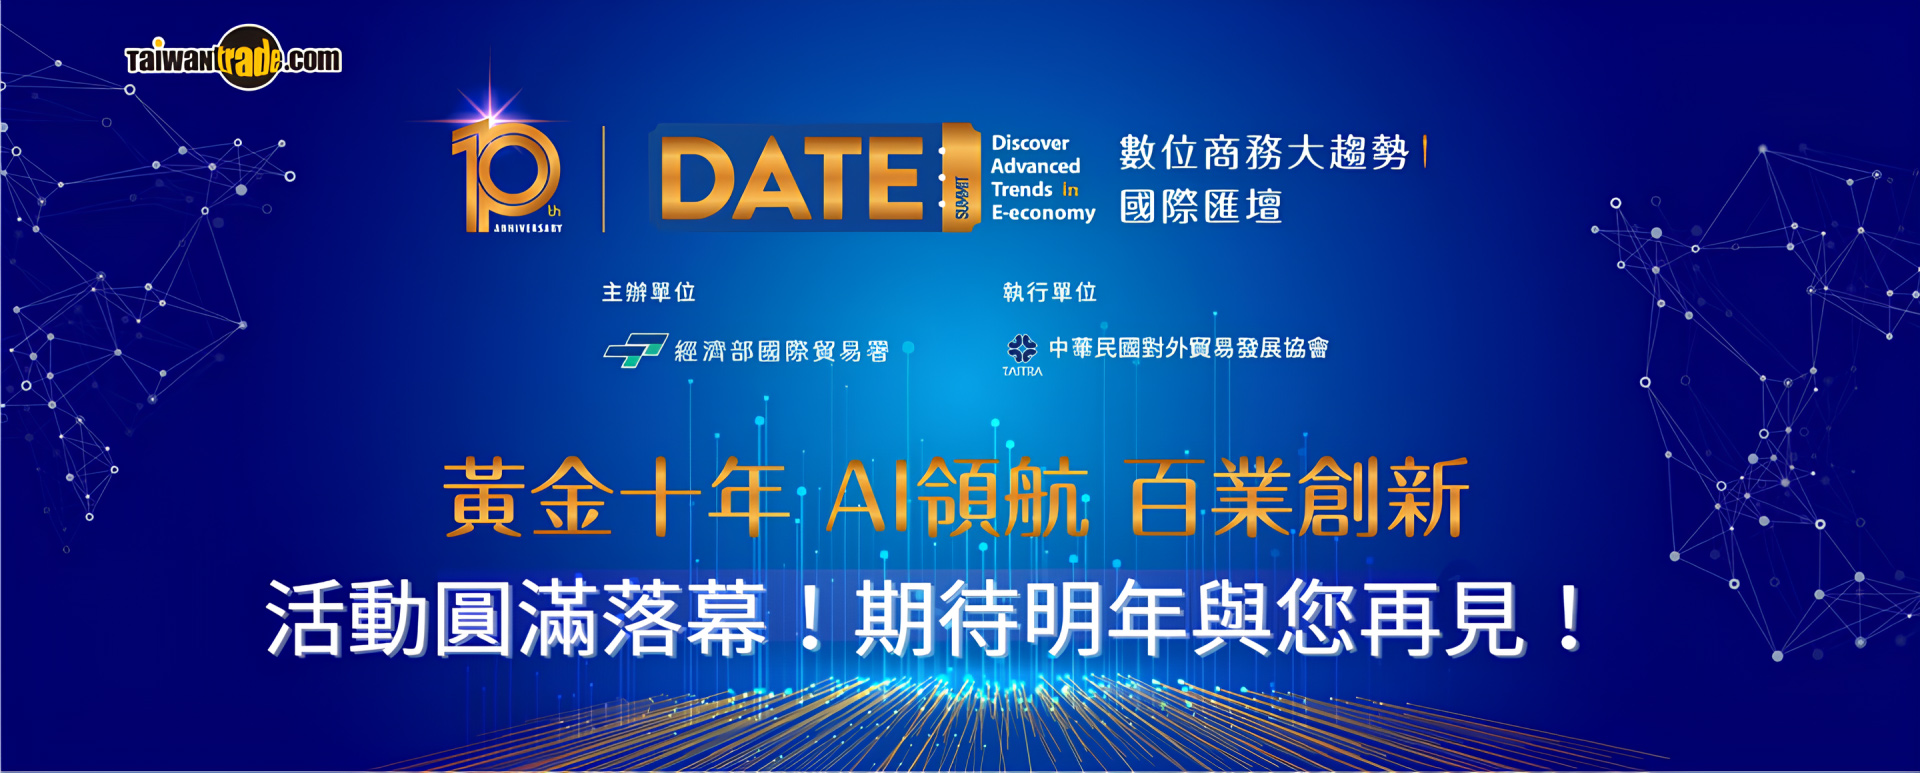 Taiwantrade.com
10th
ANNIVERSARY
DATE
SUMMIT
Discover
Advanced
Trends in
E-economy
數位商務大趨勢
國際匯壇
主辦單位
經濟部國際貿易署
執行單位
TAITRA
中華民國對外貿易發展協會
黃金十年 AI領航 百業創新
活動圓滿落幕！期待明年與您再見！